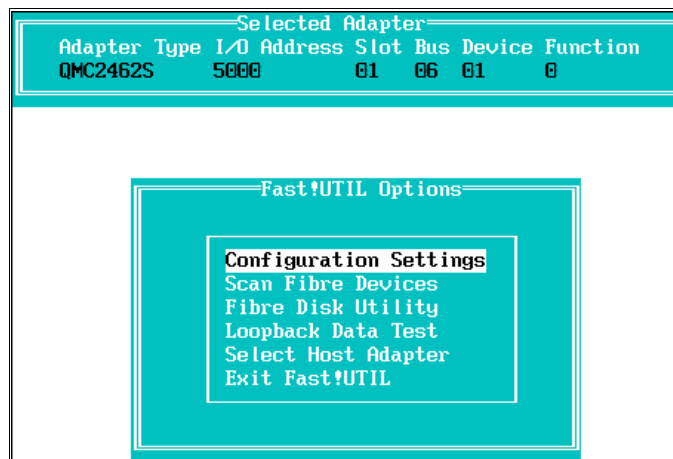 Selected Adapter
Adapter Type I/O Address Slot Bus Device Function
QMC2462S 5000 01 06 01 0
Fast!UTIL Options
Configuration Settings
Scan Fibre Devices
Fibre Disk Utility
Loopback Data Test
Select Host Adapter
Exit Fast!UTIL